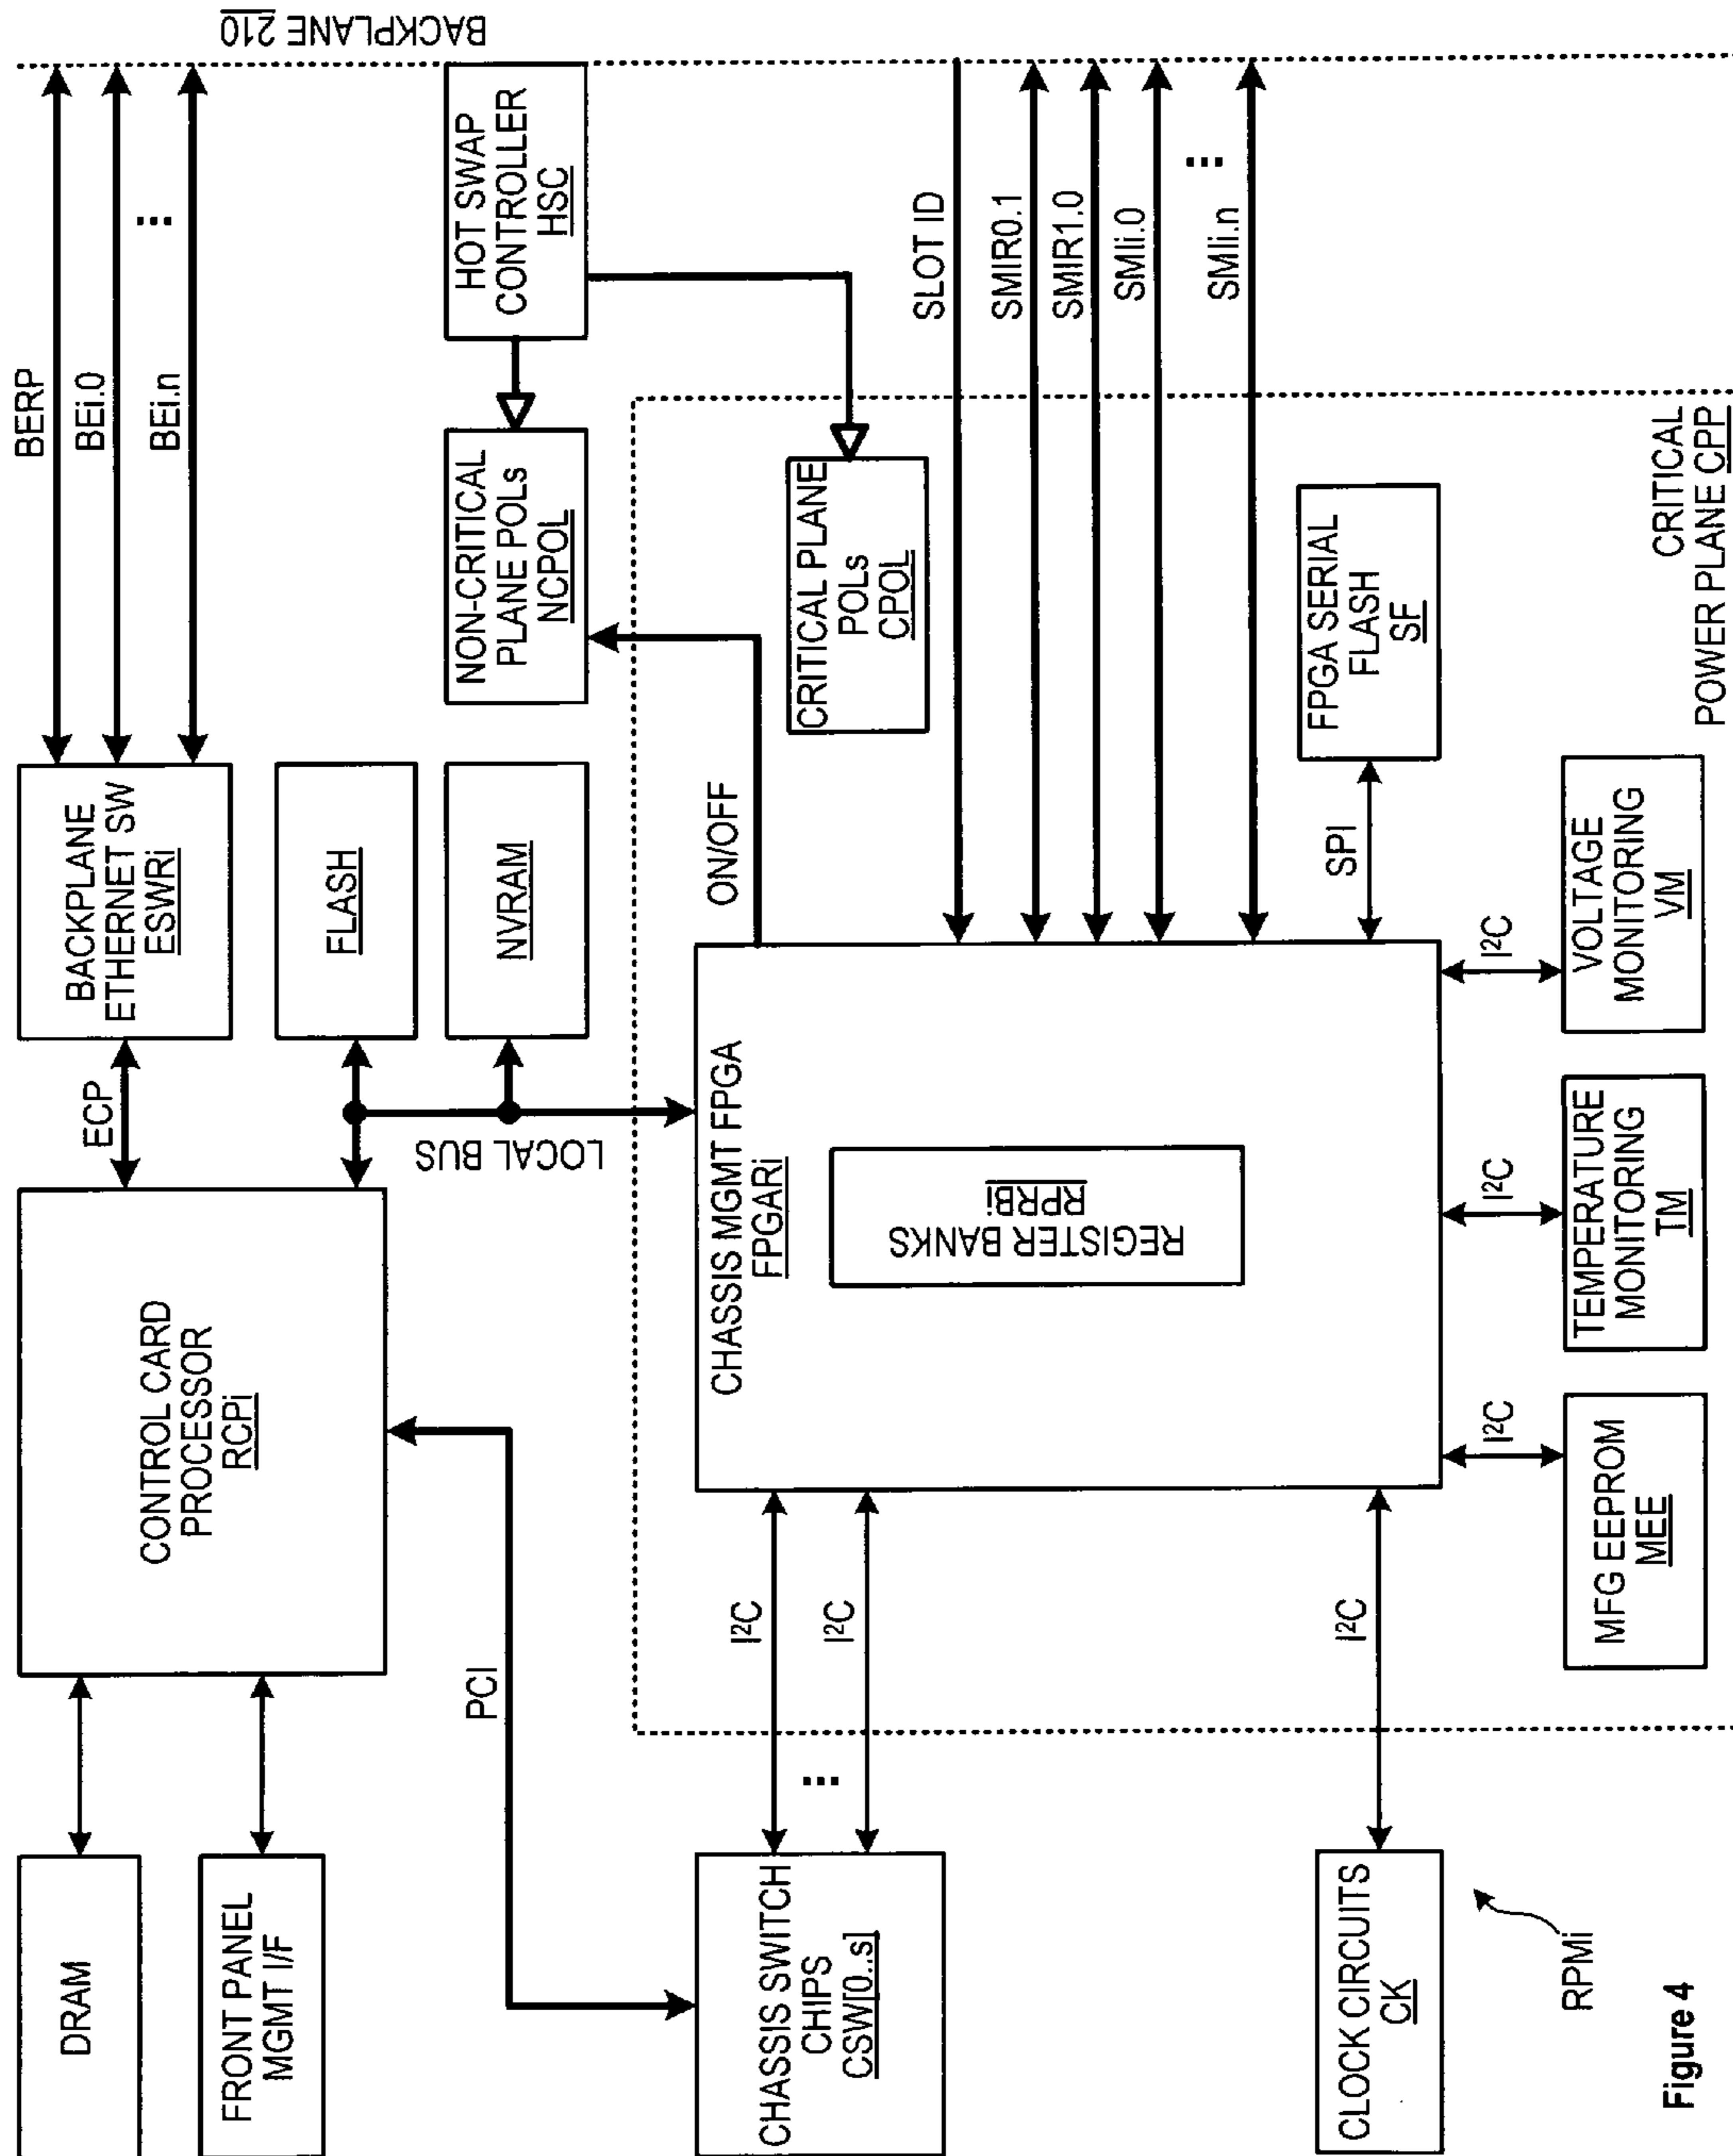 BACKPLANE 210
BERP
BEi.0
BEi.n
...
BACKPLANE
ETHERNET SW
ESWRi
ECP
CONTROL CARD
PROCESSOR
RCPi
DRAM
FRONT PANEL
MGMT I/F
FLASH
NVRAM
LOCAL BUS
PCI
HOT SWAP
CONTROLLER
HSC
NON-CRITICAL
PLANE POLs
NCPOL
CRITICAL PLANE
POLs
CPOL
ON/OFF
CHASSIS MGMT FPGA
FPGARi
REGISTER BANKS
RPRBi
SLOT ID
SMIR0.1
SMIR1.0
SMIi.0
...
SMIi.n
I²C
...
I²C
CHASSIS SWITCH
CHIPS
CSW[0..s]
I²C
CLOCK CIRCUITS
CK
SPI
FPGA SERIAL
FLASH
SF
I²C
MFG EEPROM
MEE
I²C
TEMPERATURE
MONITORING
TM
I²C
VOLTAGE
MONITORING
VM
CRITICAL
POWER PLANE CPP
RPMi
Figure 4